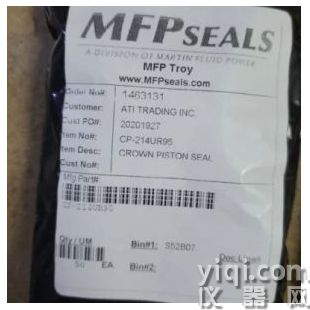 MFPSEALS
A DIVISION OF MARTIN FLUID POWER
MFP Troy
www.MFPseals.com
Order No#: 1463131
Customer: ATI TRADING INC
Cust PO#: 20201927
Item No#: CP-214UR95
Item Desc: CROWN PISTON SEAL
Cust No#:
Mfg Part#:
Qty / UM
50 EA
Bin#1: S52B07
Bin#2:
yiqi.com
仪器网